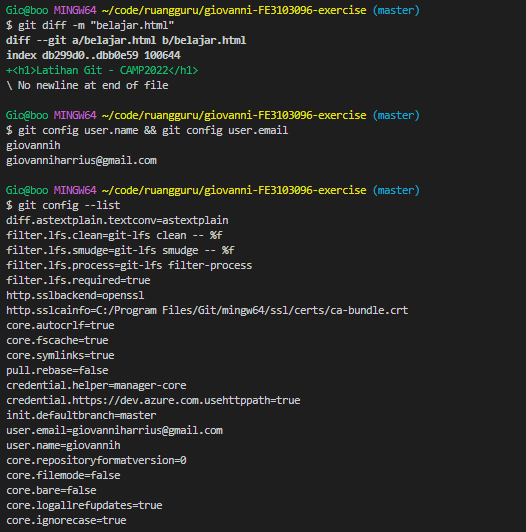 Gio@boo MINGW64 ~/code/ruangguru/giovanni-FE3103096-exercise (master)
$ git diff -m "belajar.html"
diff --git a/belajar.html b/belajar.html
index db299d0..dbb0e59 100644
+<h1>Latihan Git - CAMP2022</h1>
\ No newline at end of file
Gio@boo MINGW64 ~/code/ruangguru/giovanni-FE3103096-exercise (master)
$ git config user.name && git config user.email
giovannih
giovanniharrius@gmail.com
Gio@boo MINGW64 ~/code/ruangguru/giovanni-FE3103096-exercise (master)
$ git config --list
diff.astextplain.textconv=astextplain
filter.lfs.clean=git-lfs clean -- %f
filter.lfs.smudge=git-lfs smudge -- %f
filter.lfs.process=git-lfs filter-process
filter.lfs.required=true
http.sslbackend=openssl
http.sslcainfo=C:/Program Files/Git/mingw64/ssl/certs/ca-bundle.crt
core.autocrlf=true
core.fscache=true
core.symlinks=true
pull.rebase=false
credential.helper=manager-core
credential.https://dev.azure.com.usehttppath=true
init.defaultbranch=master
user.email=giovanniharrius@gmail.com
user.name=giovannih
core.repositoryformatversion=0
core.filemode=false
core.bare=false
core.logallrefupdates=true
core.ignorecase=true